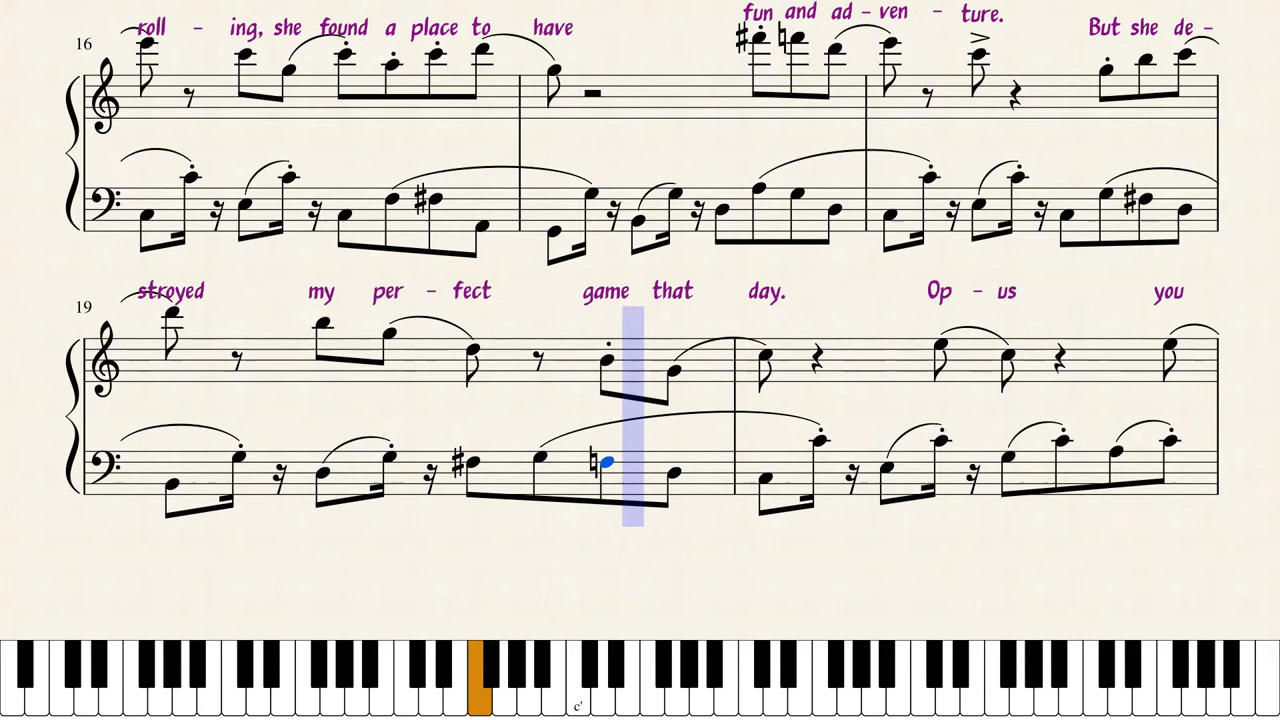 fun and ad - ven - ture.
roll - ing, she found a place to have But she de -
16
stroyed my per - fect game that day. Op - us you
19
c'